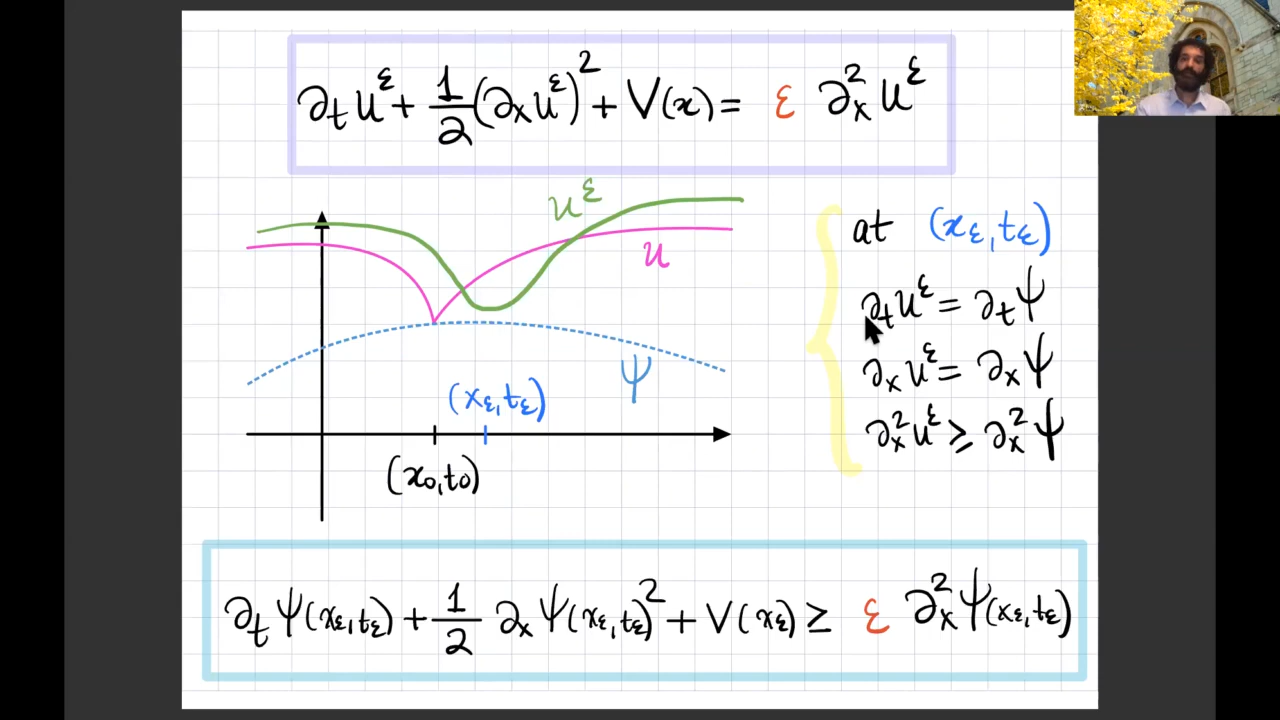 ∂ₜuᵋ + 1/2 (∂ₓuᵋ)² + V(x) = ε ∂ₓ²uᵋ
uᵋ
u
ψ
(xε, tε)
(x₀, t₀)
at (xε, tε)
∂ₜuᵋ = ∂ₜψ
∂ₓuᵋ = ∂ₓψ
∂ₓ²uᵋ ≥ ∂ₓ²ψ
∂ₜψ(xε, tε) + 1/2 ∂ₓψ(xε, tε)² + V(xε) ≥ ε ∂ₓ²ψ(xε, tε)